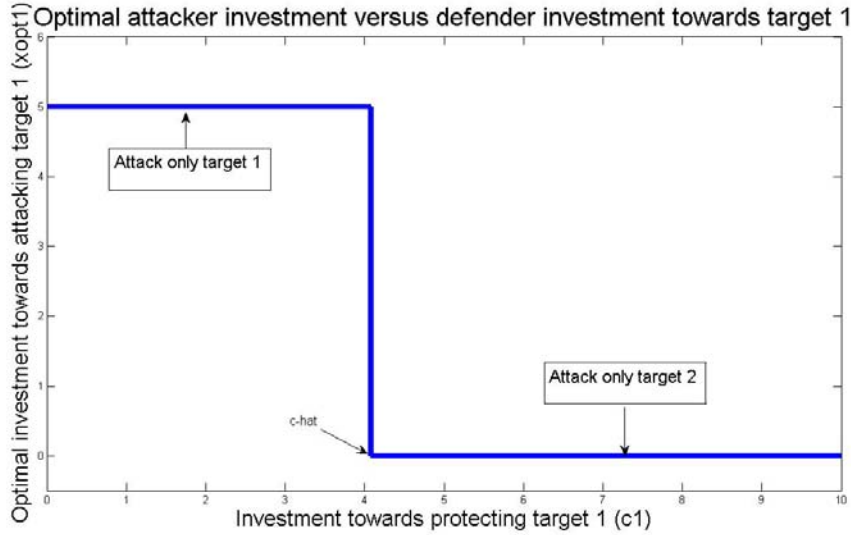 Optimal attacker investment versus defender investment towards target 1
Optimal investment towards attacking target 1 (xopt1)
6
5
4
3
2
1
0
Attack only target 1
Attack only target 2
c-hat
0 1 2 3 4 5 6 7 8 9 10
Investment towards protecting target 1 (c1)